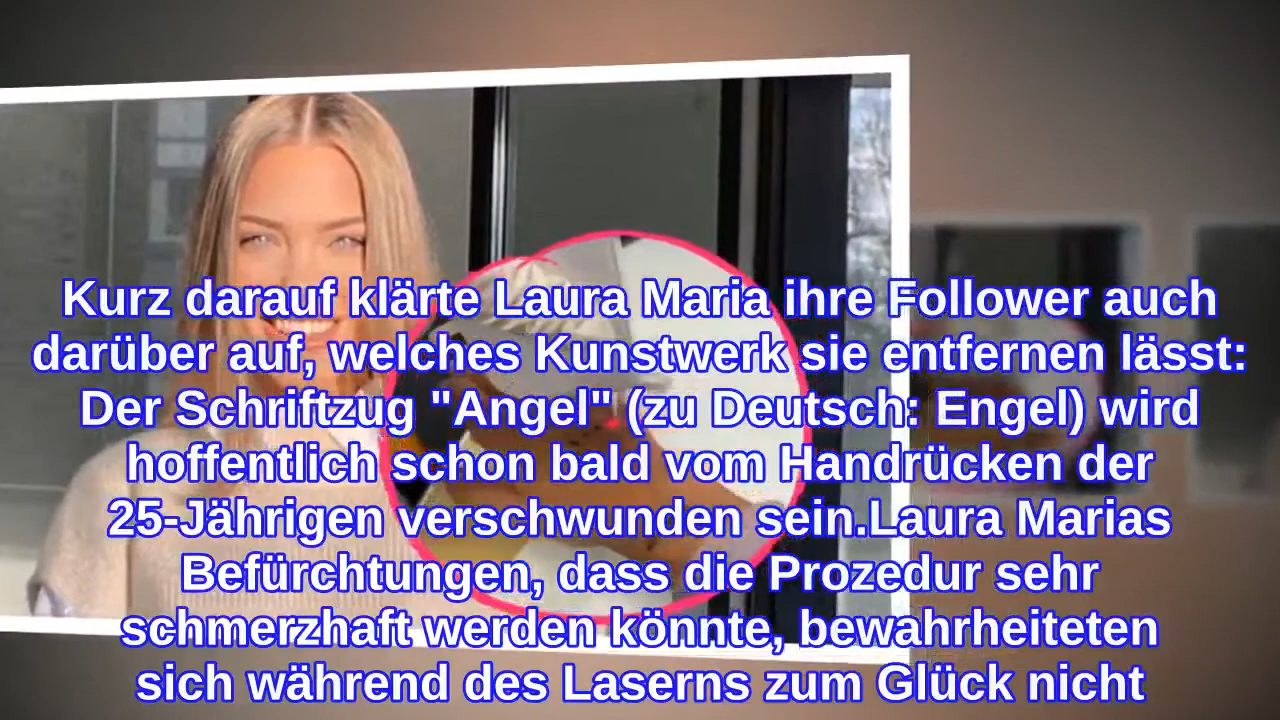 Kurz darauf klärte Laura Maria ihre Follower auch
darüber auf, welches Kunstwerk sie entfernen lässt:
Der Schriftzug "Angel" (zu Deutsch: Engel) wird
hoffentlich schon bald vom Handrücken der
25-Jährigen verschwunden sein.Laura Marias
Befürchtungen, dass die Prozedur sehr
schmerzhaft werden könnte, bewahrheiteten
sich während des Laserns zum Glück nicht